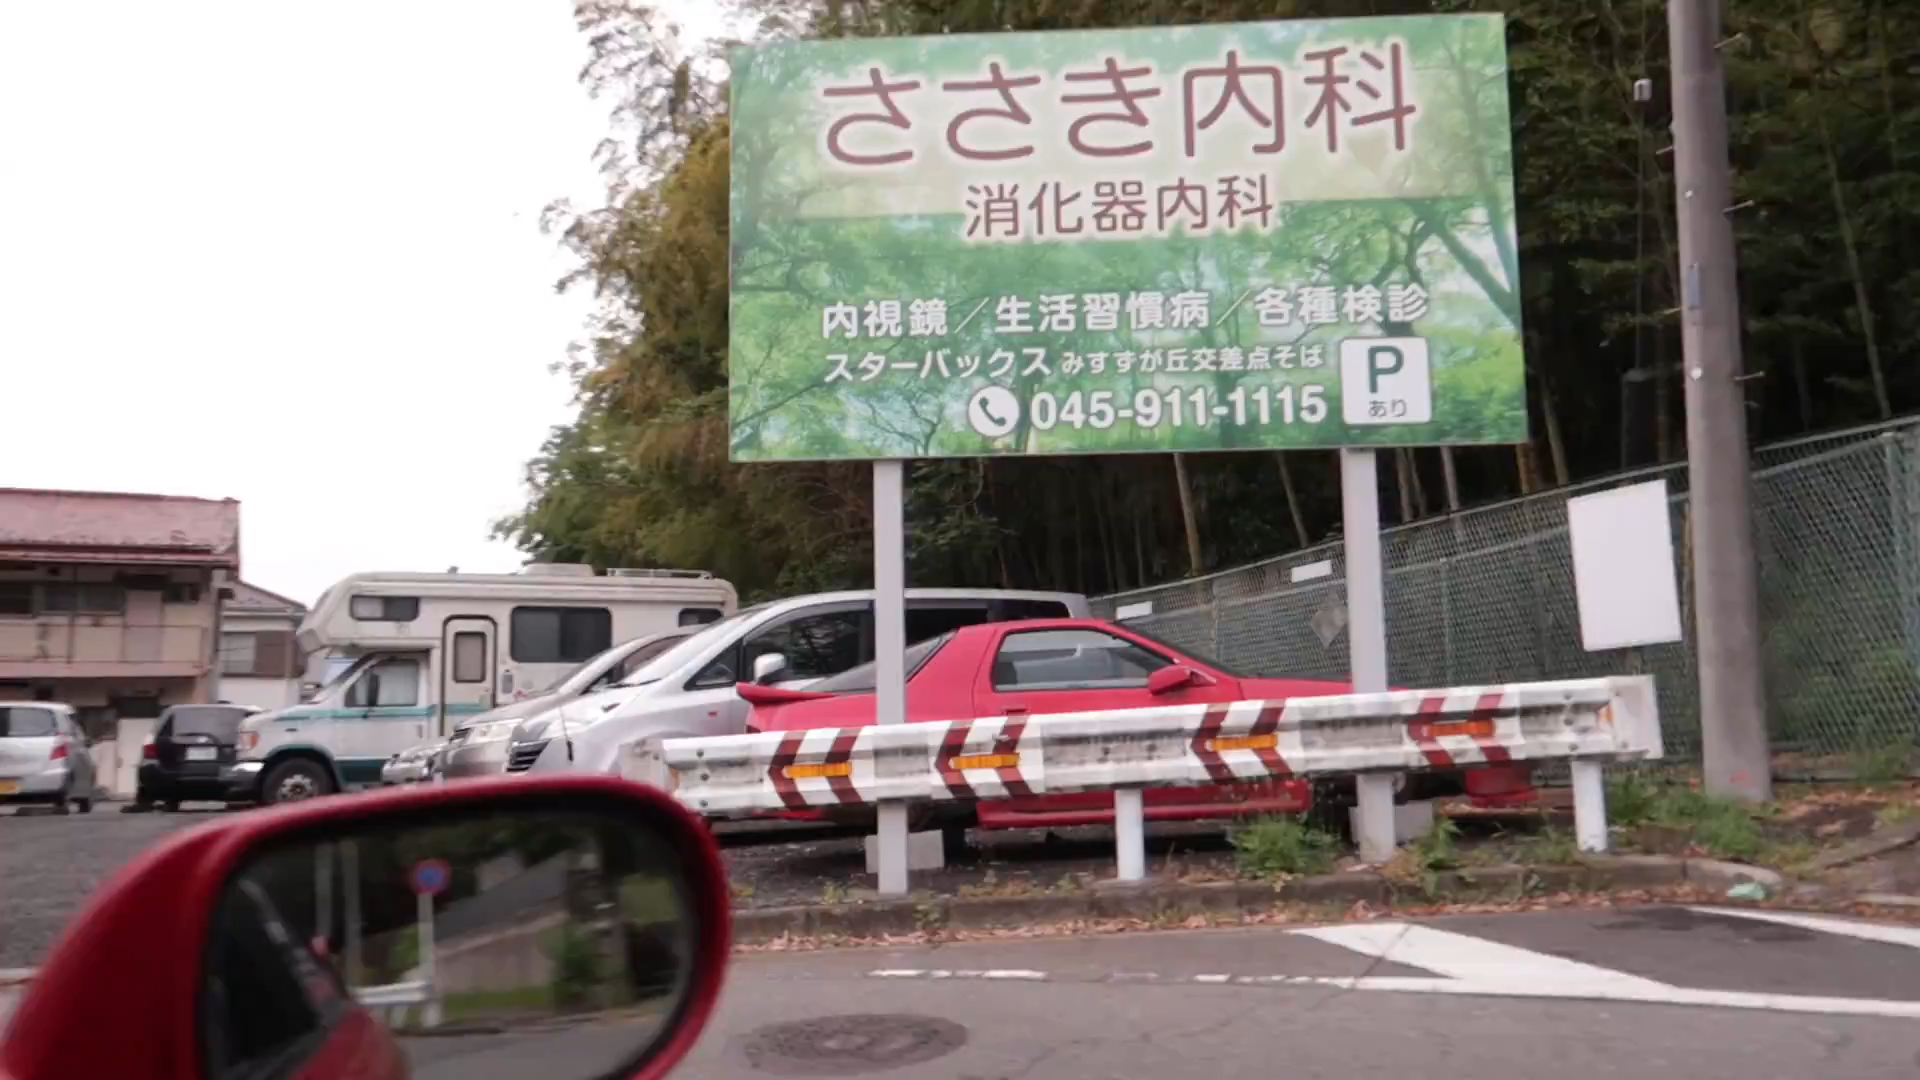 ささき内科
消化器内科
内視鏡／生活習慣病／各種検診
スターバックス みすずが丘交差点そば
045-911-1115
P
あり